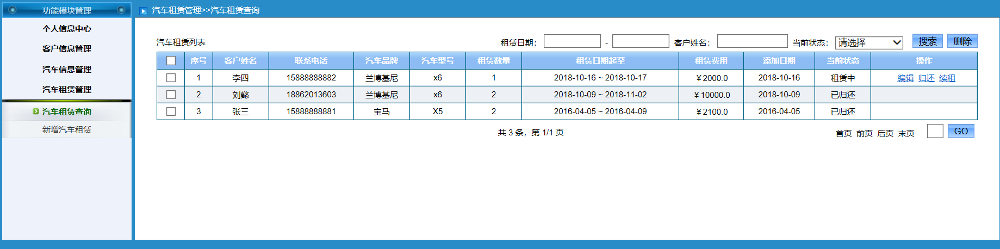 功能模块管理
汽车租赁管理>>汽车租赁查询
个人信息中心
客户信息管理
汽车信息管理
汽车租赁管理
汽车租赁查询
新增汽车租赁
汽车租赁列表 租赁日期： - 客户姓名： 当前状态： 请选择 搜索 删除
序号 客户姓名 联系电话 汽车品牌 汽车型号 租赁数量 租赁日期起至 租赁费用 添加日期 当前状态 操作
1 李四 15888888882 兰博基尼 x6 1 2018-10-16 ~ 2018-10-17 ￥2000.0 2018-10-16 租赁中 编辑 归还 续租
2 刘懿 18862013603 兰博基尼 x6 2 2018-10-09 ~ 2018-11-02 ￥10000.0 2018-10-09 已归还
3 张三 15888888881 宝马 X5 2 2016-04-05 ~ 2016-04-09 ￥2100.0 2016-04-05 已归还
共 3 条，第 1/1 页 首页 前页 后页 末页 GO